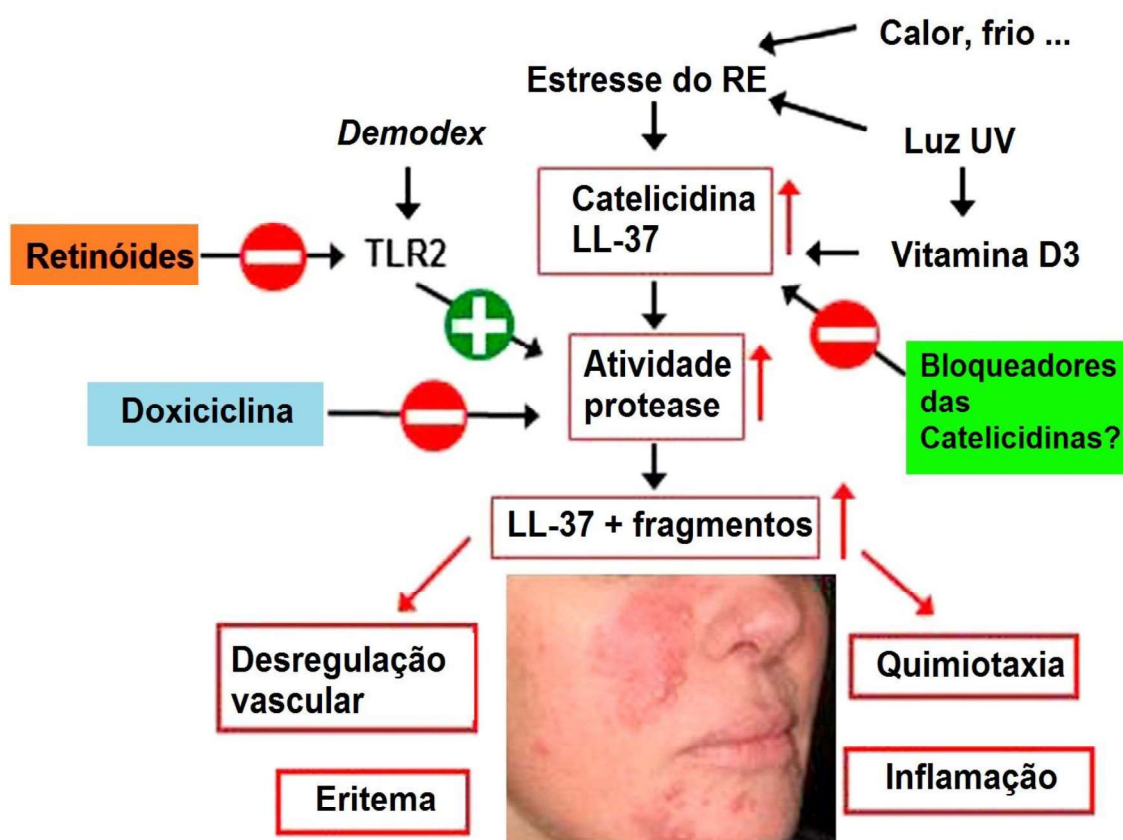 Calor, frio ...
Estresse do RE
Demodex
Luz UV
Catelicidina
LL-37
Retinóides
TLR2
Vitamina D3
Atividade
protease
Bloqueadores
das
Catelicidinas?
Doxiciclina
LL-37 + fragmentos
Desregulação
vascular
Quimiotaxia
Eritema
Inflamação